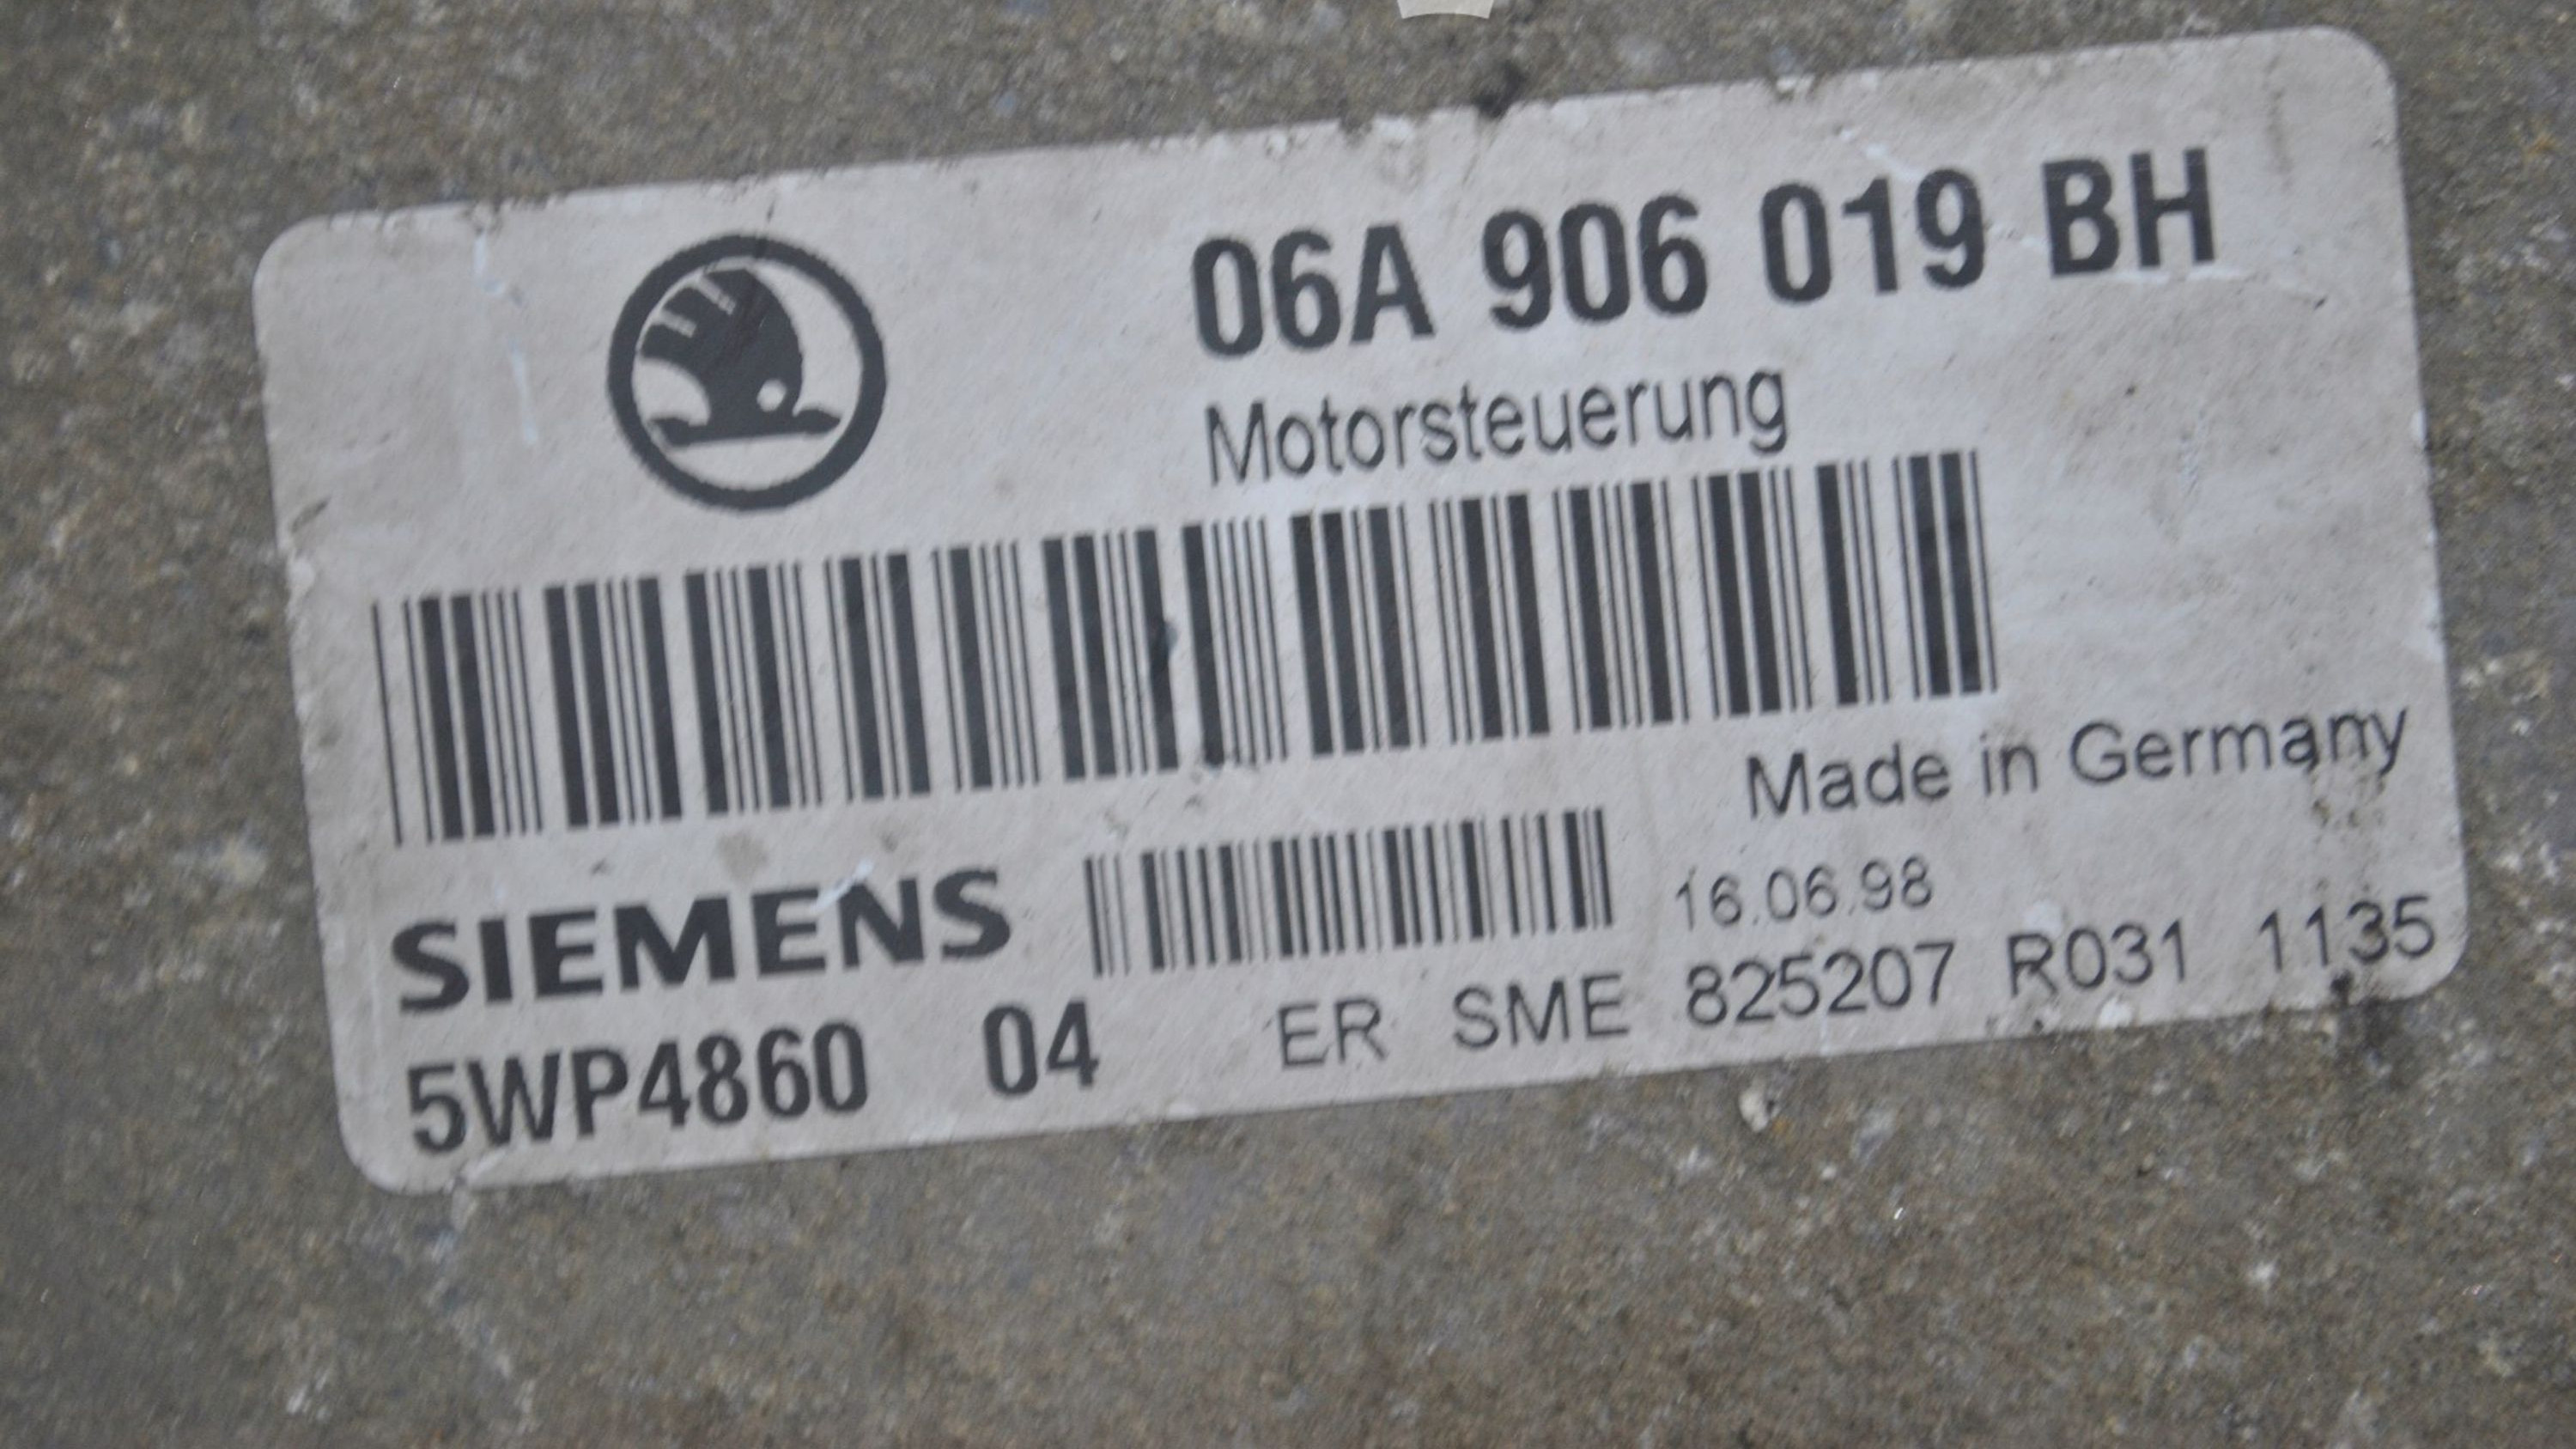 06A 906 019 BH
Motorsteuerung
Made in Germany
SIEMENS 16.06.98
5WP4860 04 ER SME 825207 R031 1135